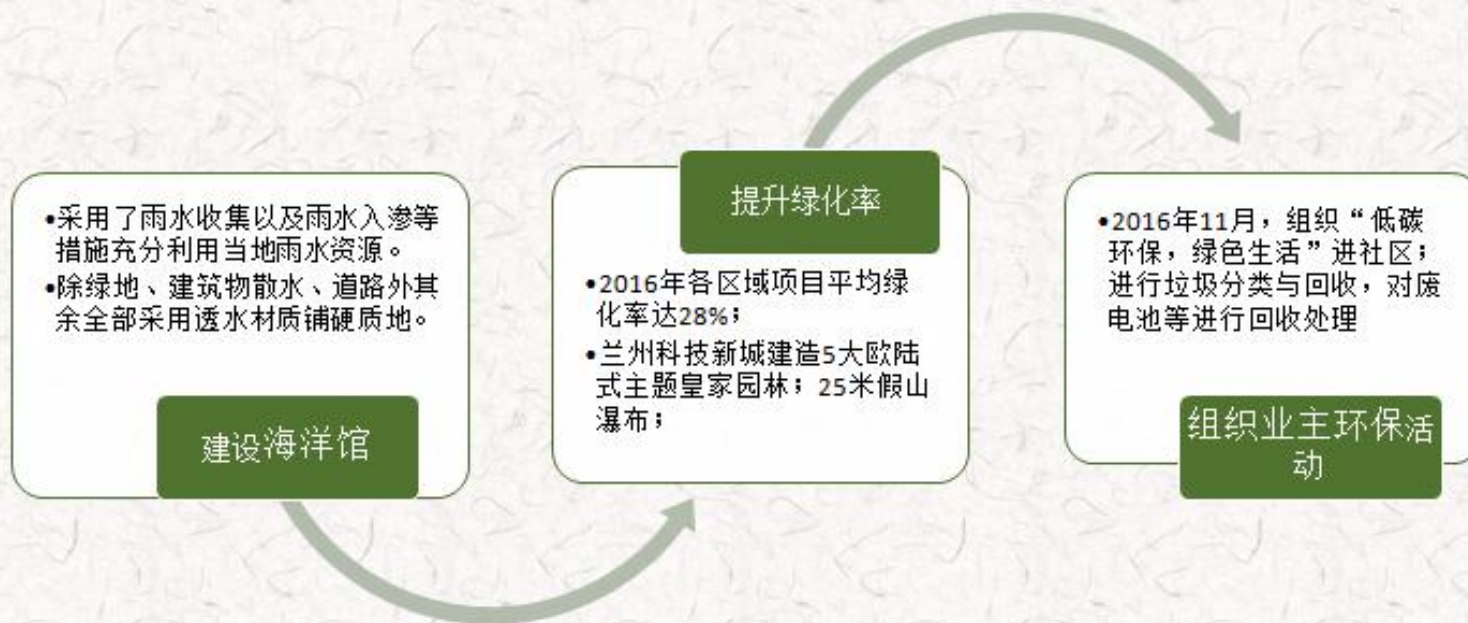 •采用了雨水收集以及雨水入渗等
措施充分利用当地雨水资源。
•除绿地、建筑物散水、道路外其
余全部采用透水材质铺硬质地。
建设海洋馆
提升绿化率
•2016年各区域项目平均绿
化率达28%；
•兰州科技新城建造5大欧陆
式主题皇家园林；25米假山
瀑布；
•2016年11月，组织“低碳
环保，绿色生活”进社区；
进行垃圾分类与回收，对废
电池等进行回收处理
组织业主环保活
动